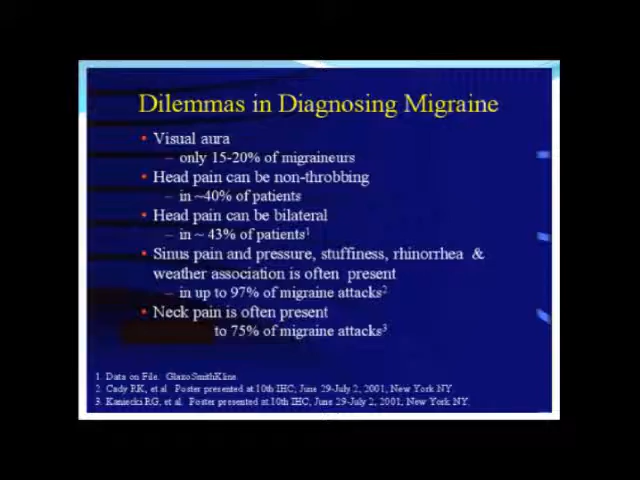 Dilemmas in Diagnosing Migraine
• Visual aura
– only 15-20% of migraineurs
• Head pain can be non-throbbing
– in ~40% of patients
• Head pain can be bilateral
– in ~ 43% of patients1
• Sinus pain and pressure, stuffiness, rhinorrhea &
weather association is often present
– in up to 97% of migraine attacks2
• Neck pain is often present
to 75% of migraine attacks3
1. Data on File. GlaxoSmithKline
2. Cady RK, et al Poster presented at 10th IHC; June 29-July 2, 2001, New York NY.
3. Kaniecki RG, et al. Poster presented at 10th IHC; June 29-July 2, 2001, New York NY.